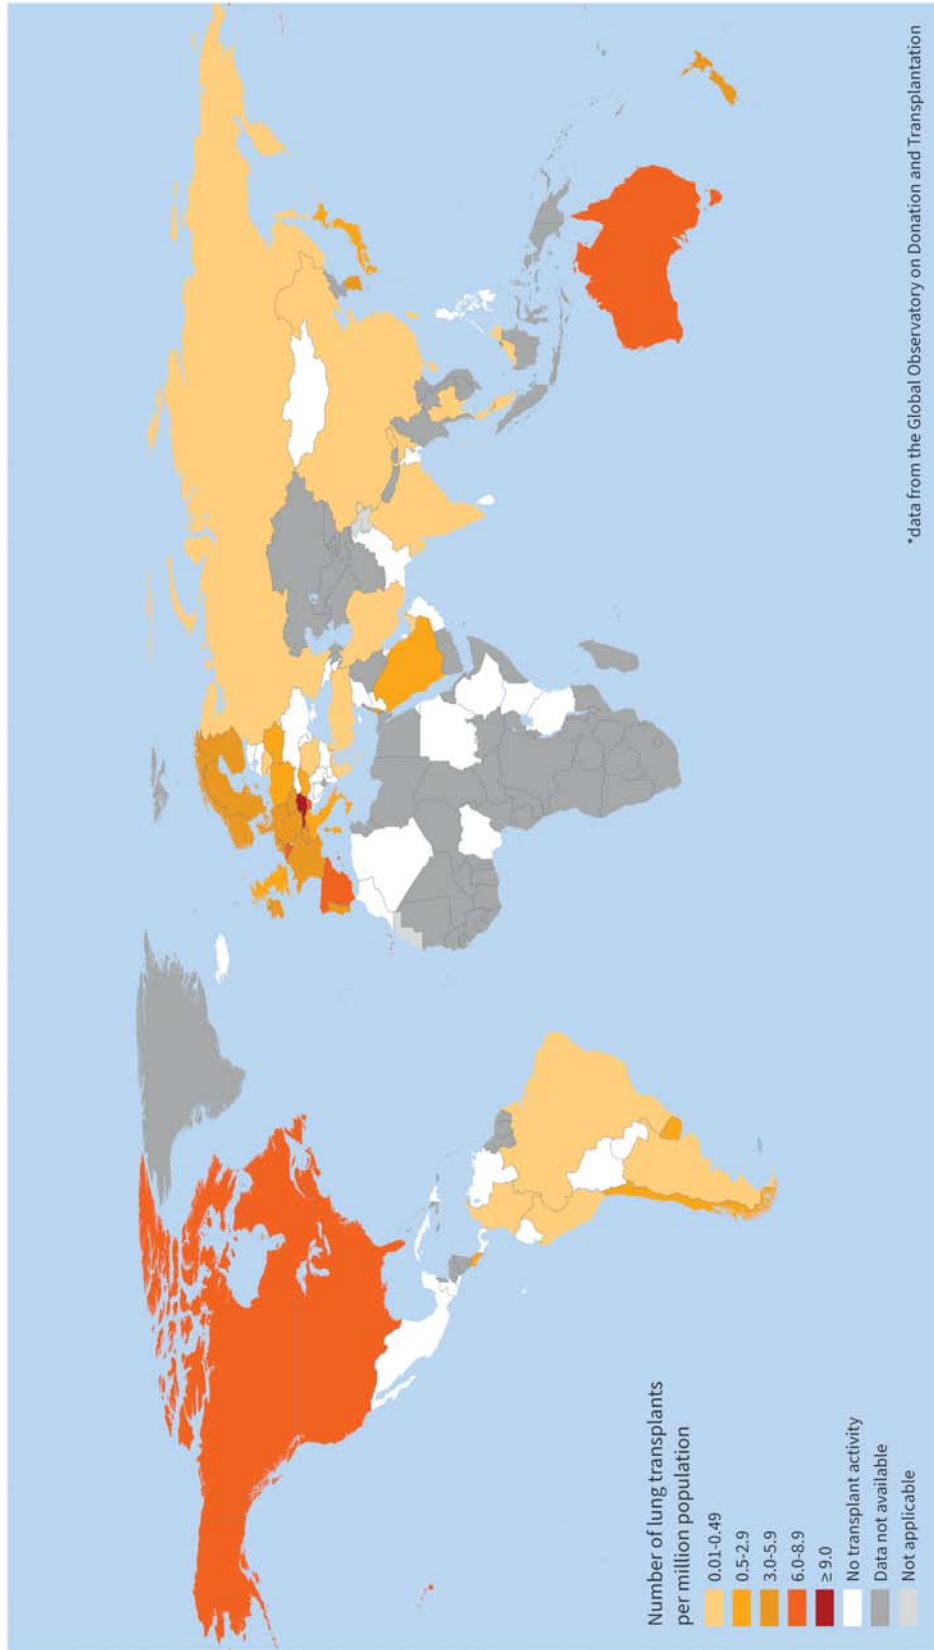 Number of lung transplants
per million population
0.01-0.49
0.5-2.9
3.0-5.9
6.0-8.9
≥ 9.0
No transplant activity
Data not available
Not applicable
*data from the Global Observatory on Donation and Transplantation